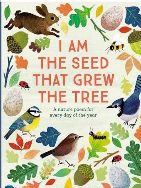 I AM
THE SEED
THAT GREW
THE TREE
A nature poem for
every day of the year